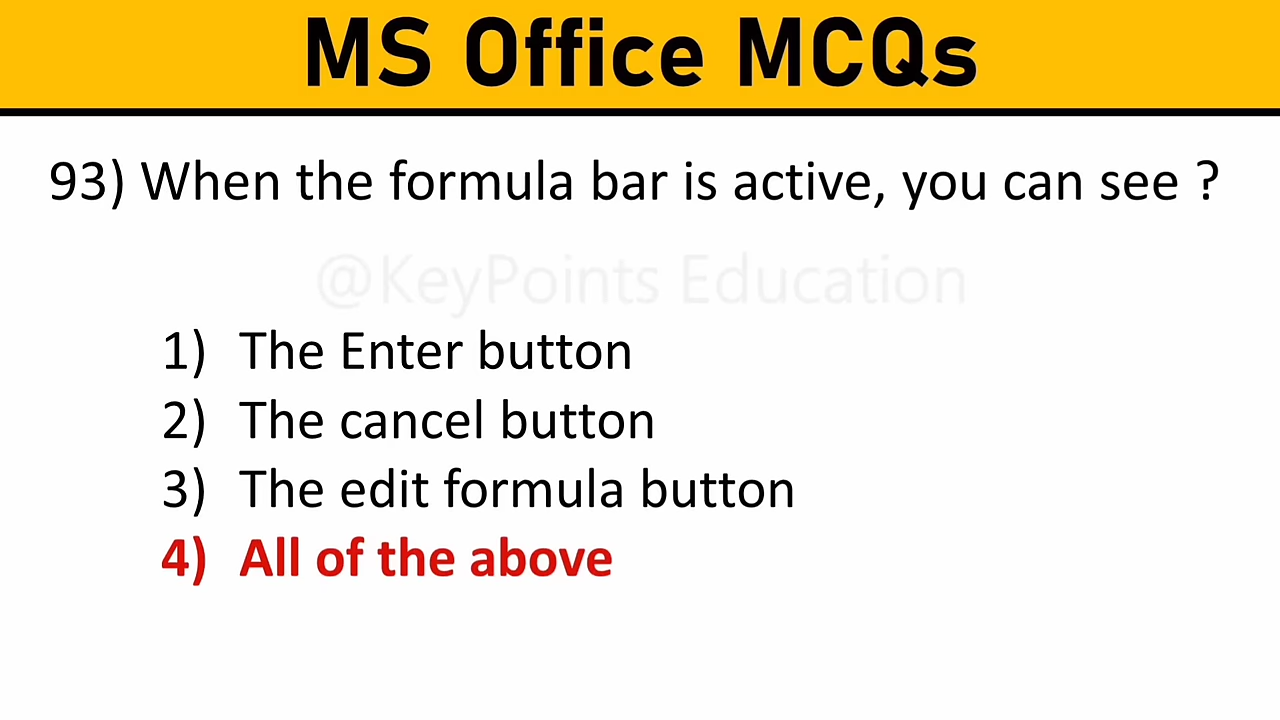 MS Office MCQs
93) When the formula bar is active, you can see ?
@KeyPoints Education
1) The Enter button
2) The cancel button
3) The edit formula button
4) All of the above